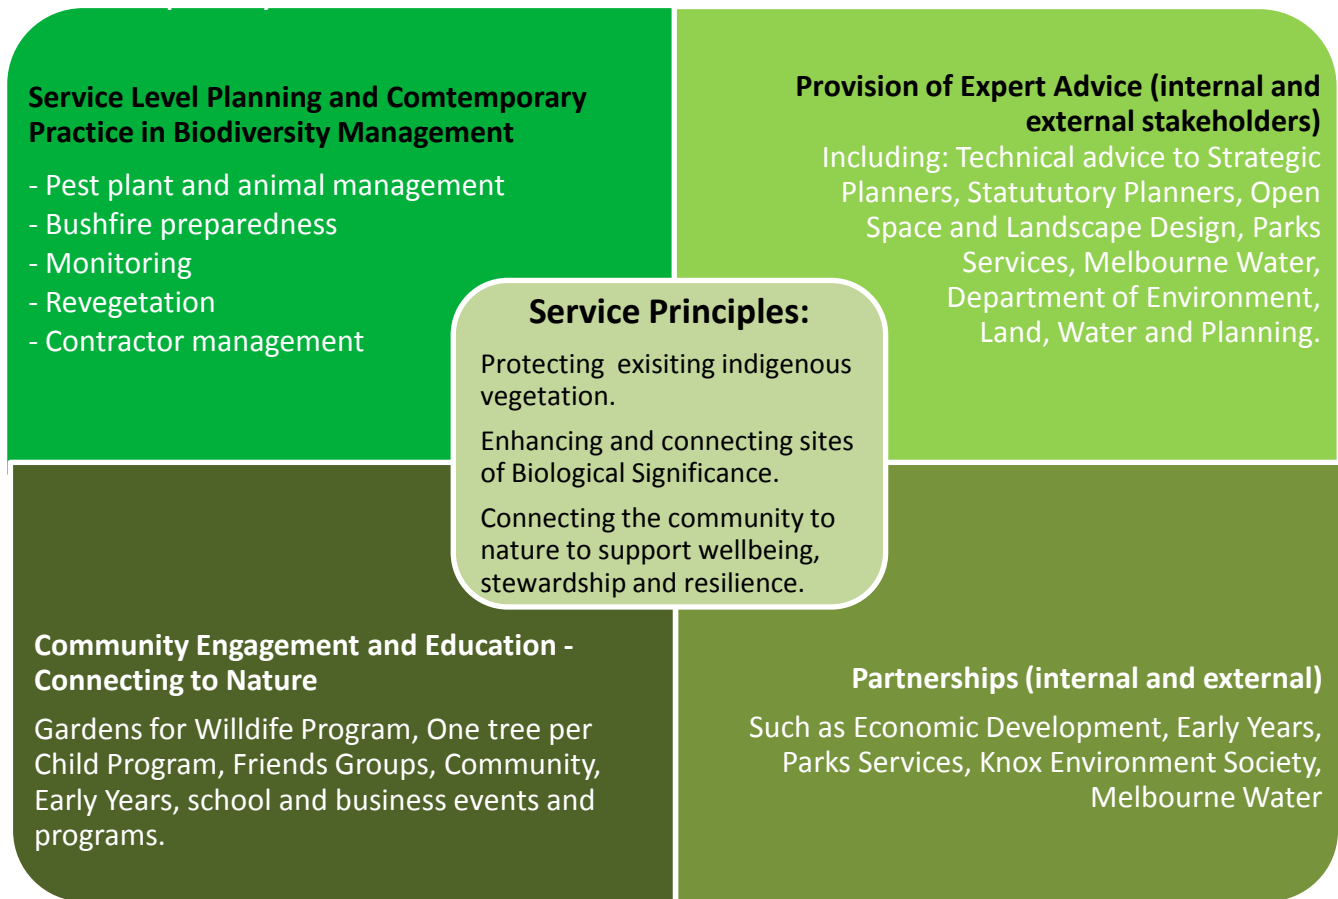 Service Level Planning and Comtemporary
Practice in Biodiversity Management
- Pest plant and animal management
- Bushfire preparedness
- Monitoring
- Revegetation
- Contractor management
Provision of Expert Advice (internal and
external stakeholders)
Including: Technical advice to Strategic
Planners, Statututory Planners, Open
Space and Landscape Design, Parks
Services, Melbourne Water,
Department of Environment,
Land, Water and Planning.
Service Principles:
Protecting exisiting indigenous
vegetation.
Enhancing and connecting sites
of Biological Significance.
Connecting the community to
nature to support wellbeing,
stewardship and resilience.
Community Engagement and Education -
Connecting to Nature
Gardens for Willdife Program, One tree per
Child Program, Friends Groups, Community,
Early Years, school and business events and
programs.
Partnerships (internal and external)
Such as Economic Development, Early Years,
Parks Services, Knox Environment Society,
Melbourne Water